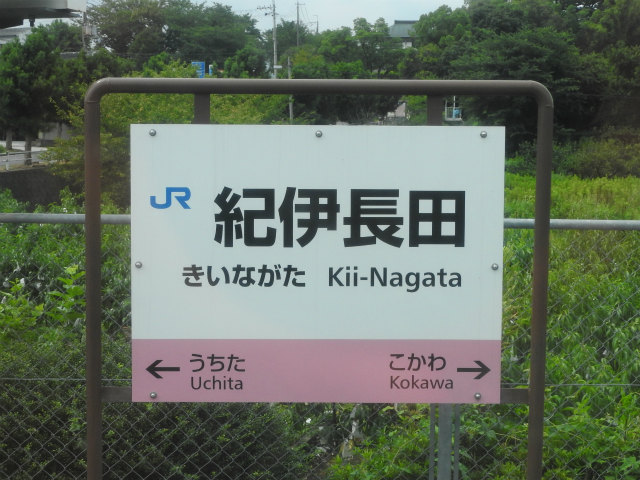 JR 紀伊長田
きいながた Kii-Nagata
← うちた こかわ →
Uchita Kokawa